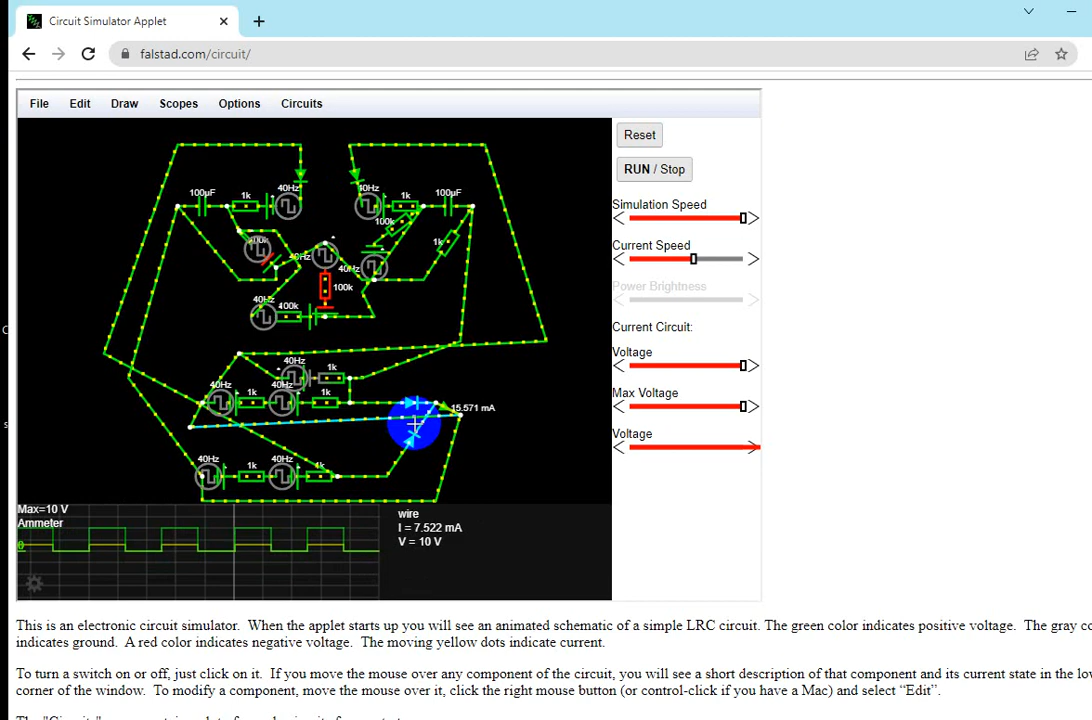 Circuit Simulator Applet
falstad.com/circuit/
File Edit Draw Scopes Options Circuits
Reset
RUN / Stop
Simulation Speed
Current Speed
Power Brightness
Current Circuit:
Voltage
Max Voltage
Voltage
100µF 1k 40Hz 40Hz 1k 100µF
100k
1k
40Hz
40Hz
100k
40Hz 100k
40Hz 1k
40Hz 1k 40Hz 1k
15.571 mA
40Hz 1k 40Hz 1k
Max=10 V
Ammeter
0
wire
I = 7.522 mA
V = 10 V
This is an electronic circuit simulator. When the applet starts up you will see an animated schematic of a simple LRC circuit. The green color indicates positive voltage. The gray co
indicates ground. A red color indicates negative voltage. The moving yellow dots indicate current.
To turn a switch on or off, just click on it. If you move the mouse over any component of the circuit, you will see a short description of that component and its current state in the lo
corner of the window. To modify a component, move the mouse over it, click the right mouse button (or control-click if you have a Mac) and select “Edit”.